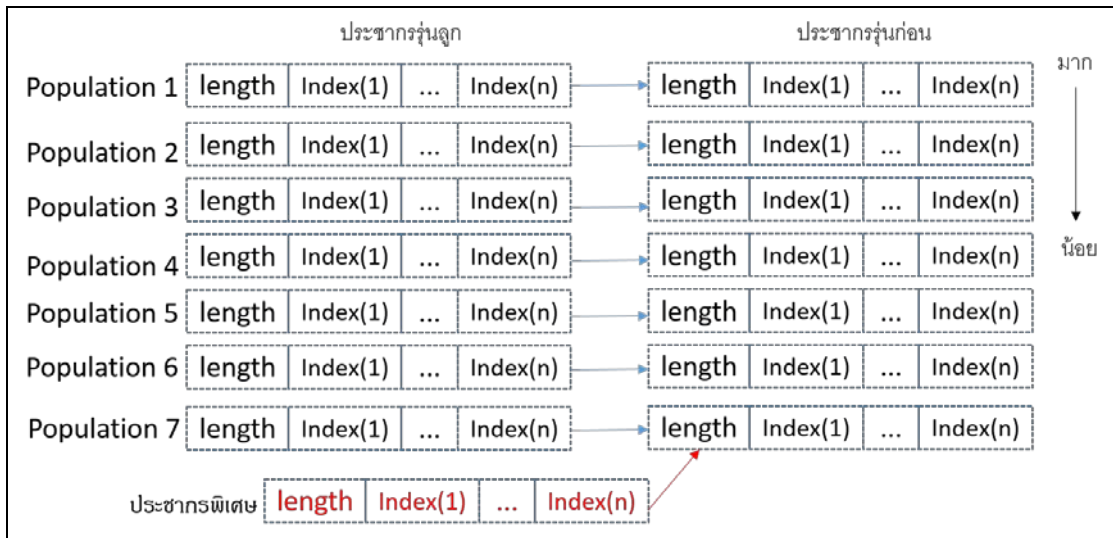 ประชากรรุ่นลูก ประชากรรุ่นก่อน
มาก
Population 1 length Index(1) ... Index(n) length Index(1) ... Index(n)
Population 2 length Index(1) ... Index(n) length Index(1) ... Index(n)
Population 3 length Index(1) ... Index(n) length Index(1) ... Index(n)
น้อย
Population 4 length Index(1) ... Index(n) length Index(1) ... Index(n)
Population 5 length Index(1) ... Index(n) length Index(1) ... Index(n)
Population 6 length Index(1) ... Index(n) length Index(1) ... Index(n)
Population 7 length Index(1) ... Index(n) length Index(1) ... Index(n)
ประชากรพิเศษ length Index(1) ... Index(n)